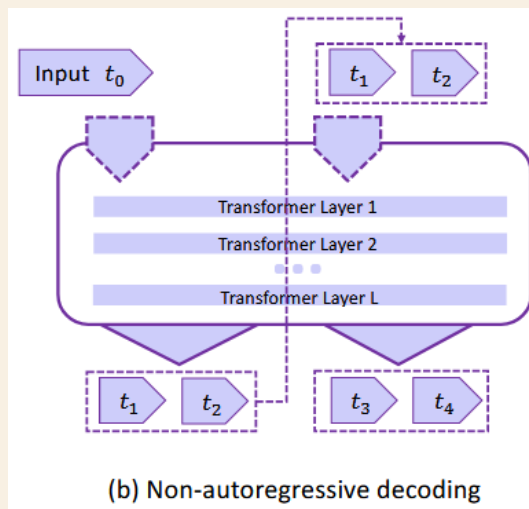 Input t₀
t₁ t₂
Transformer Layer 1
Transformer Layer 2
Transformer Layer L
t₁ t₂ t₃ t₄
(b) Non-autoregressive decoding